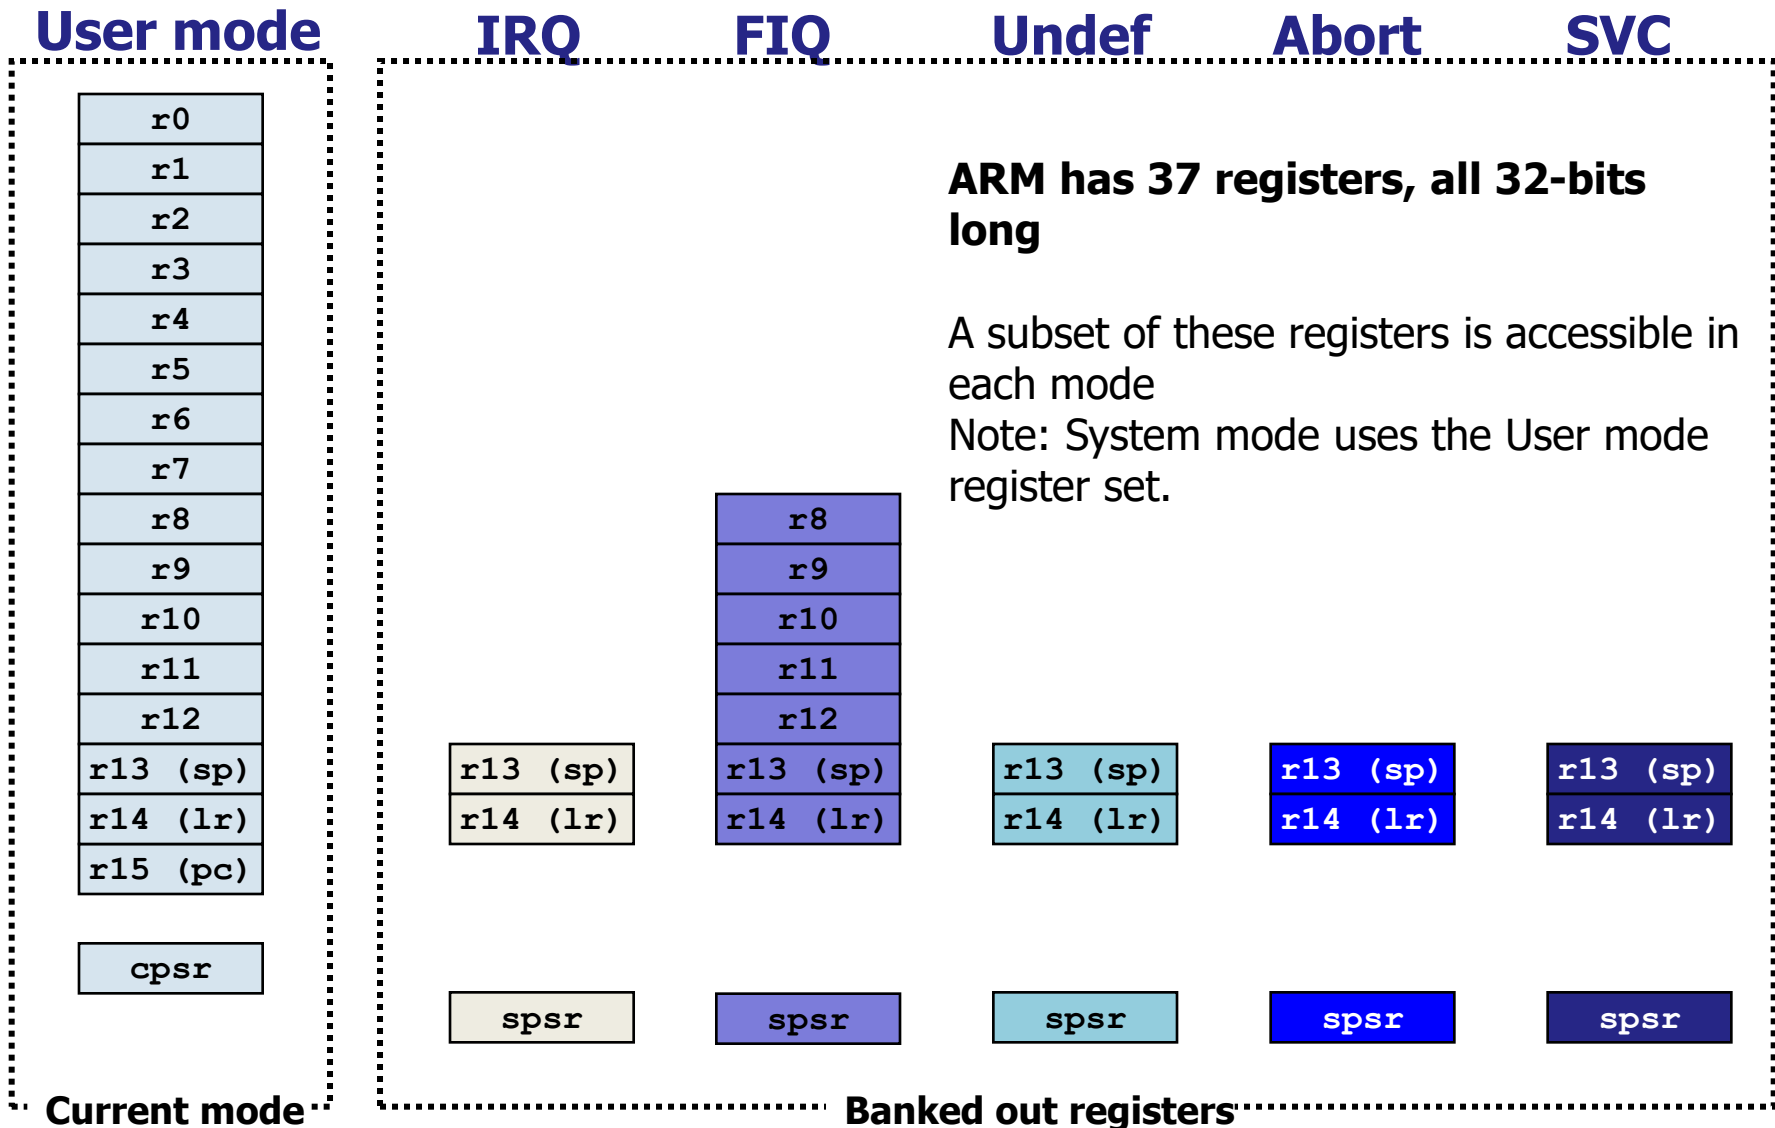 User mode
IRQ
FIQ
Undef
Abort
SVC
r0
r1
r2
r3
r4
r5
r6
r7
r8
r9
r10
r11
r12
r13 (sp)
r14 (lr)
r15 (pc)
cpsr
Current mode
r13 (sp)
r14 (lr)
spsr
r8
r9
r10
r11
r12
r13 (sp)
r14 (lr)
spsr
ARM has 37 registers, all 32-bits
long
A subset of these registers is accessible in
each mode
Note: System mode uses the User mode
register set.
r13 (sp)
r14 (lr)
spsr
r13 (sp)
r14 (lr)
spsr
r13 (sp)
r14 (lr)
spsr
Banked out registers